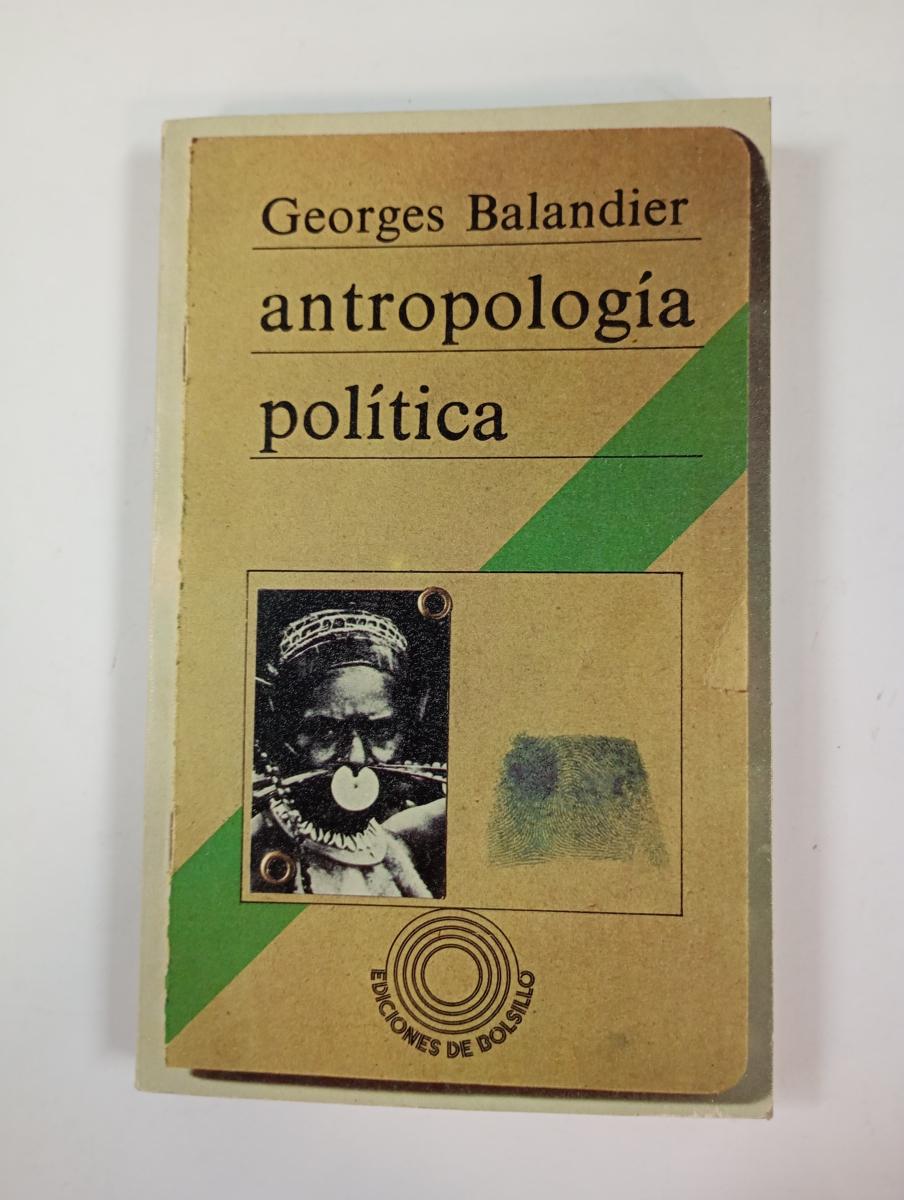 Georges Balandier
antropología
política
EDICIONES DE BOLSILLO